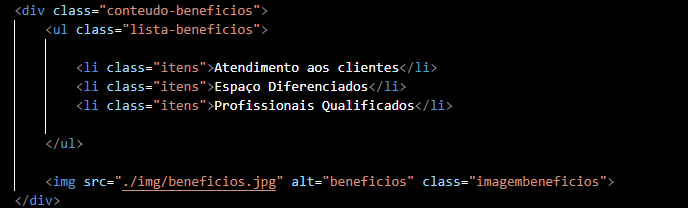 <div class="conteudo-beneficios">
<ul class="lista-beneficios">
<li class="itens">Atendimento aos clientes</li>
<li class="itens">Espaço Diferenciados</li>
<li class="itens">Profissionais Qualificados</li>
</ul>
<img src="./img/beneficios.jpg" alt="beneficios" class="imagembeneficios">
</div>